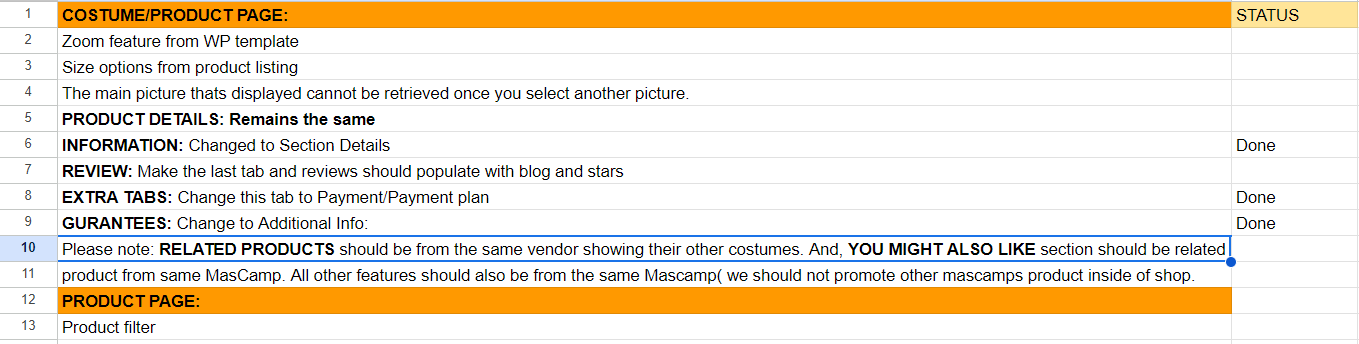 1 COSTUME/PRODUCT PAGE: STATUS
2 Zoom feature from WP template
3 Size options from product listing
4 The main picture thats displayed cannot be retrieved once you select another picture.
5 PRODUCT DETAILS: Remains the same
6 INFORMATION: Changed to Section Details Done
7 REVIEW: Make the last tab and reviews should populate with blog and stars
8 EXTRA TABS: Change this tab to Payment/Payment plan Done
9 GURANTEES: Change to Additional Info: Done
10 Please note: RELATED PRODUCTS should be from the same vendor showing their other costumes. And, YOU MIGHT ALSO LIKE section should be related
11 product from same MasCamp. All other features should also be from the same Mascamp( we should not promote other mascamps product inside of shop.
12 PRODUCT PAGE:
13 Product filter